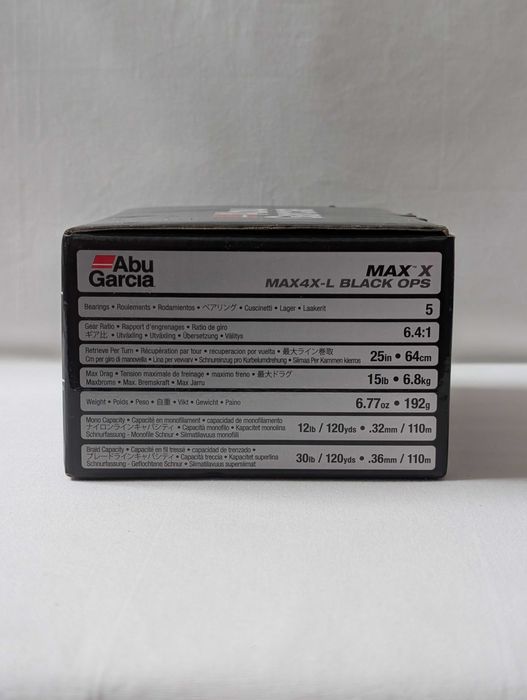 Abu
Garcia
MAX™ X
MAX4X-L BLACK OPS
Bearings • Roulements • Rodamientos • ベアリング • Cuscinetti • Lager • Laakerit
5
Gear Ratio • Rapport d'engrenages • Ratio de giro
ギア比 • Utväxling • Utväxling • Übersetzung • Välitys
6.4:1
Retrieve Per Turn • Récupération par tour • recuperacion por vuelta • 最大ライン巻取
Cm per giro di manovella • Lina per vevvarv • Schnureinzug pro Kurbelumdrehung • Siimaa Per Kammen kierros
25in • 64cm
Max Drag • Tension maximale de freinage • maximo freno • 最大ドラグ
Maxbroms • Max. Bremskraft • Max Jarru
15lb • 6.8kg
Weight • Poids • Peso • 自重 • Vikt • Gewicht • Paino
6.77oz • 192g
Mono Capacity • Capacité en monofilament • capacidad de monofilamento
ナイロンラインキャパシティ • Capacità monofilo • Kapacitet monolina
Schnurfassung - Monofile Schnur • Siimatilavuus monofiili
12lb / 120yds • .32mm / 110m
Braid Capacity • Capacité en fil tressé • capacidad de trenzado •
ブレードラインキャパシティ • Capacità treccia • Kapacitet superlina
Schnurfassung - Geflochtene Schnur • Siimatilavuus supersiimat
30lb / 120yds • .36mm / 110m